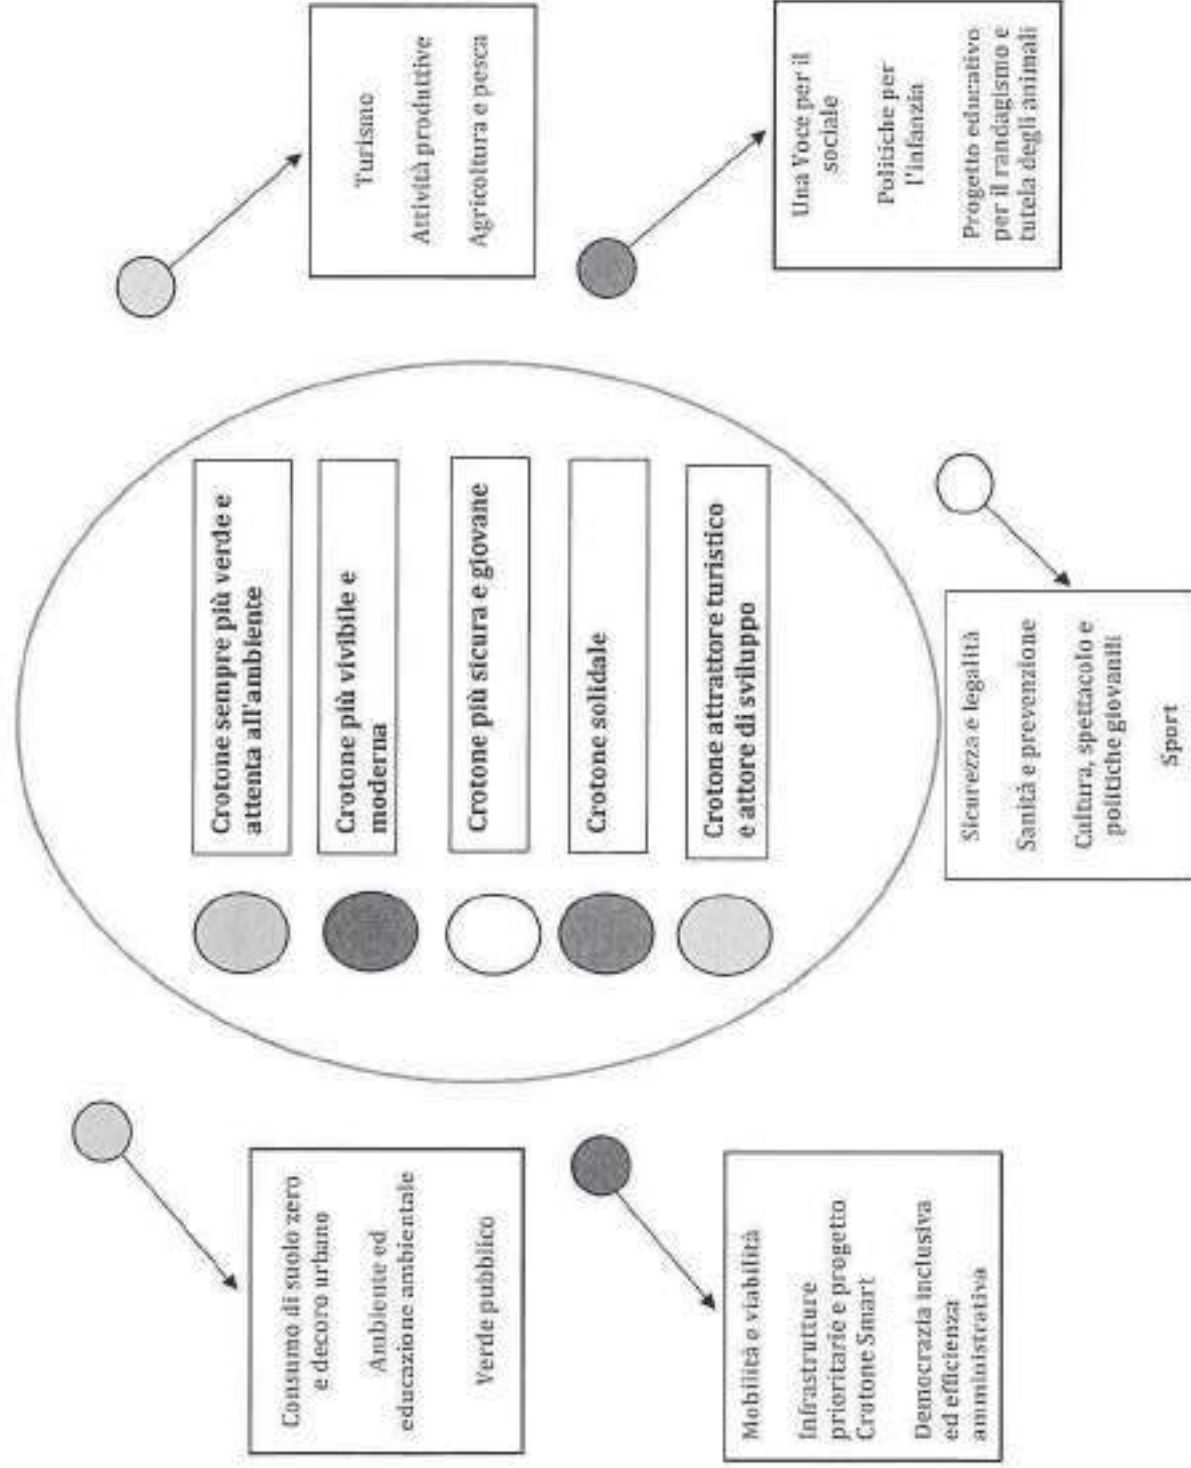 Consumo di suolo zero
e decoro urbano
Ambiente ed
educazione ambientale
Verde pubblico
Crotone sempre più verde e
attenta all'ambiente
Crotone più vivibile e
moderna
Crotone più sicura e giovane
Crotone solidale
Crotone attrattore turistico
e attore di sviluppo
Turismo
Attività produttive
Agricoltura e pesca
Mobilità e viabilità
Infrastrutture
prioritarie e progetto
Crotone Smart
Democrazia inclusiva
ed efficienza
amministrativa
Sicurezza e legalità
Sanità e prevenzione
Cultura, spettacolo e
politiche giovanili
Sport
Una Voce per il
sociale
Politiche per
l'infanzia
Progetto educativo
per il randagismo e
tutela degli animali